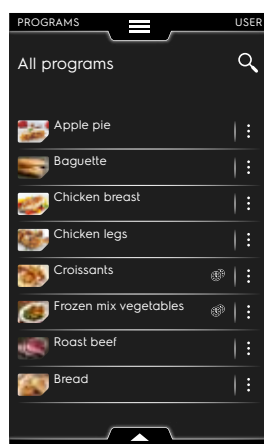 PROGRAMS USER
All programs
Apple pie
Baguette
Chicken breast
Chicken legs
Croissants
Frozen mix vegetables
Roast beef
Bread